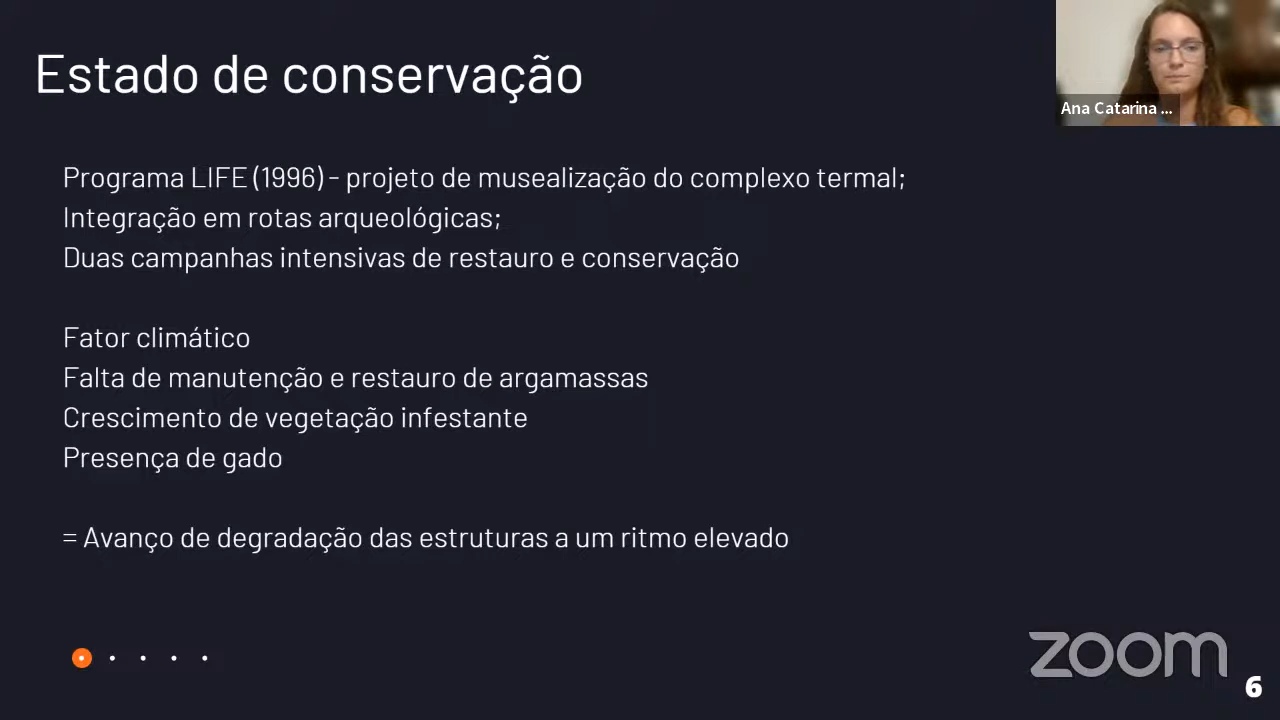 Estado de conservação
Ana Catarina ...
Programa LIFE (1996) - projeto de musealização do complexo termal;
Integração em rotas arqueológicas;
Duas campanhas intensivas de restauro e conservação
Fator climático
Falta de manutenção e restauro de argamassas
Crescimento de vegetação infestante
Presença de gado
= Avanço de degradação das estruturas a um ritmo elevado
zoom
6